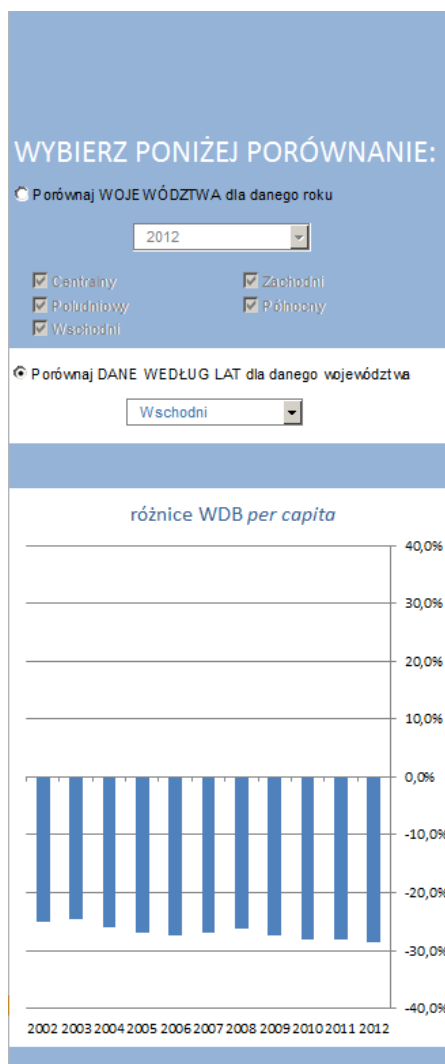 WYBIERZ PONIŻEJ PORÓWNANIE:
Porównaj WOJEWÓDZTWA dla danego roku
2012
Centralny Zachodni
Południowy Północny
Wschodni
Porównaj DANE WEDŁUG LAT dla danego województwa
Wschodni
różnice WDB per capita
40,0%
30,0%
20,0%
10,0%
0,0%
-10,0%
-20,0%
-30,0%
-40,0%
2002 2003 2004 2005 2006 2007 2008 2009 2010 2011 2012